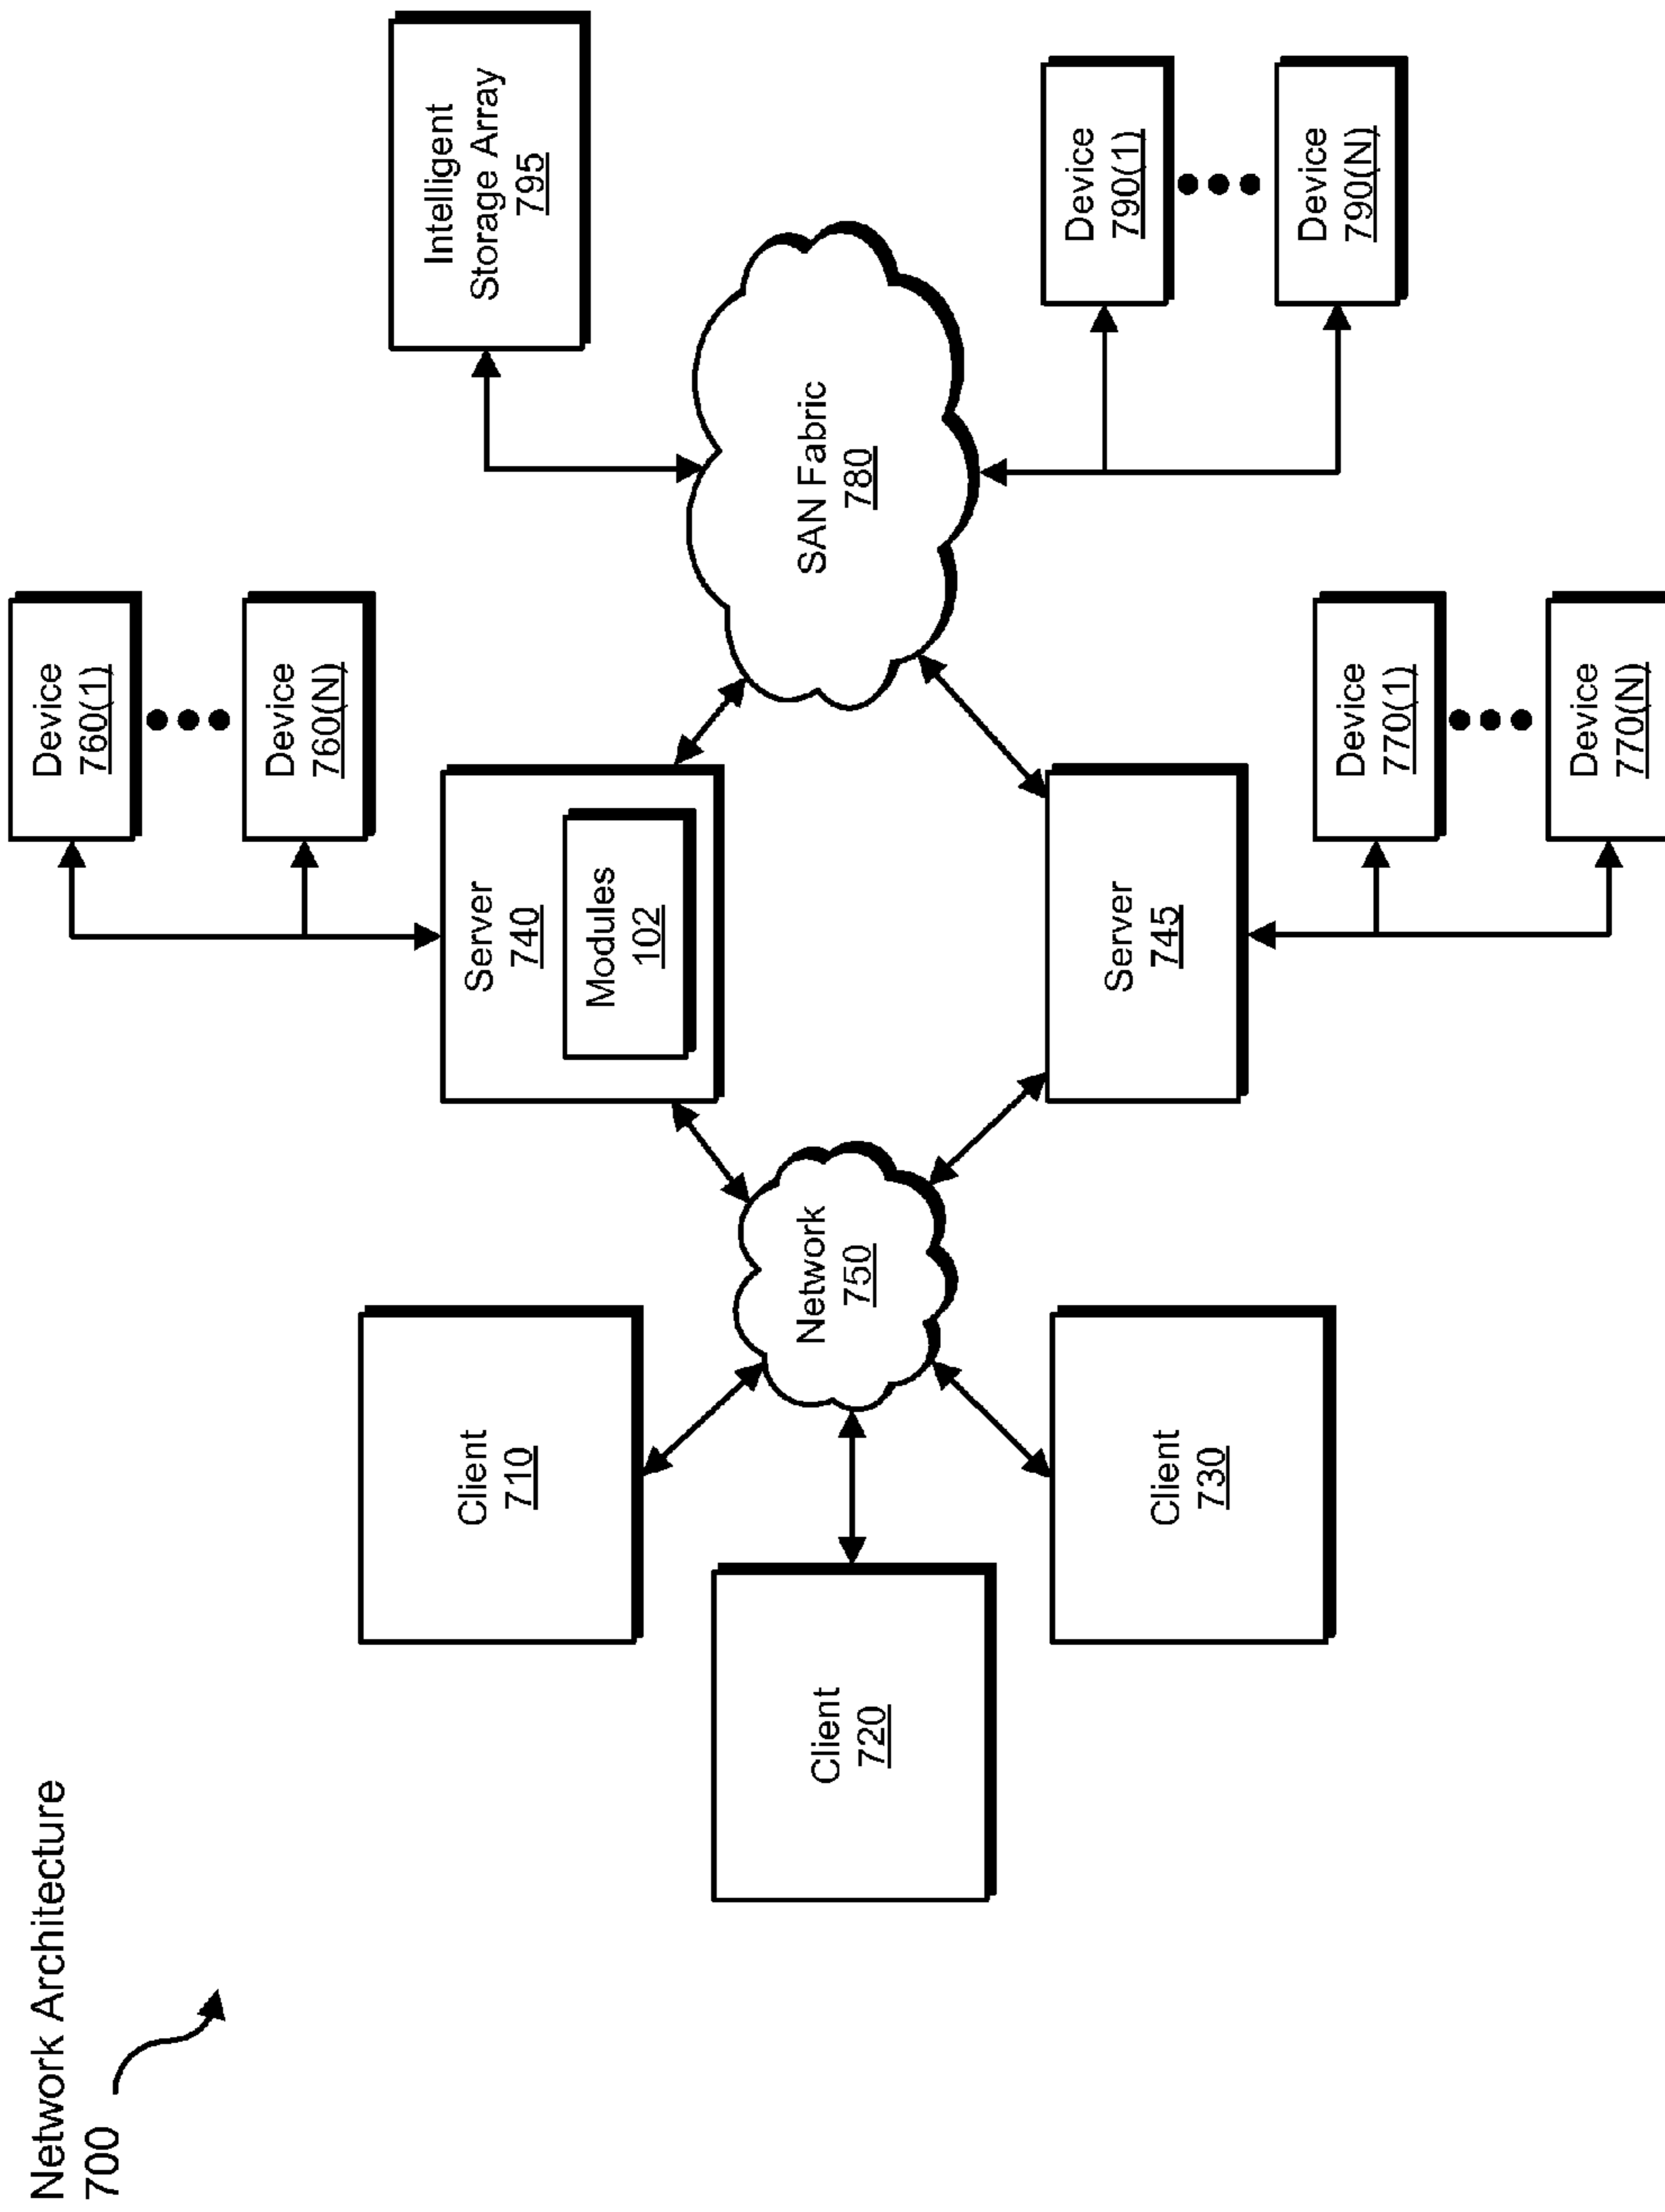 Network Architecture
700
Device
760(1)
Device
760(N)
Intelligent
Storage Array
795
Client
710
Server
740
Modules
102
Client
720
Network
750
SAN Fabric
780
Client
730
Server
745
Device
790(1)
Device
790(N)
Device
770(1)
Device
770(N)